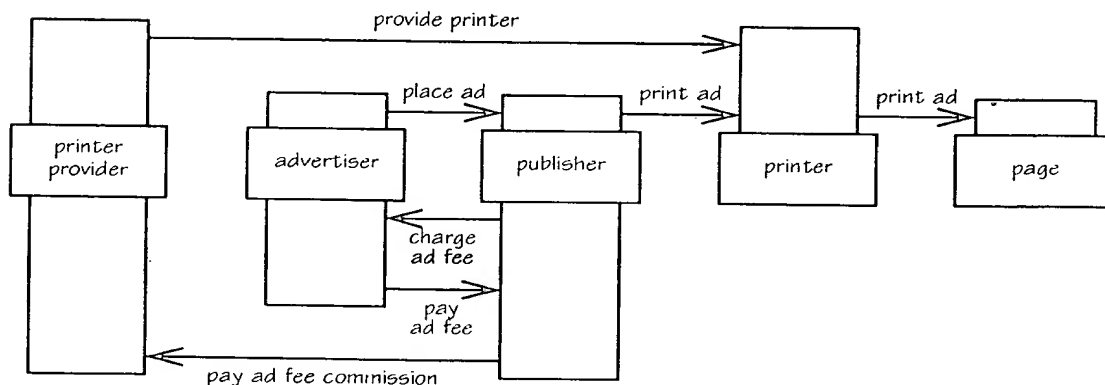 provide printer
place ad
print ad
print ad
printer
provider
advertiser
publisher
printer
page
charge
ad fee
pay
ad fee
pay ad fee commission